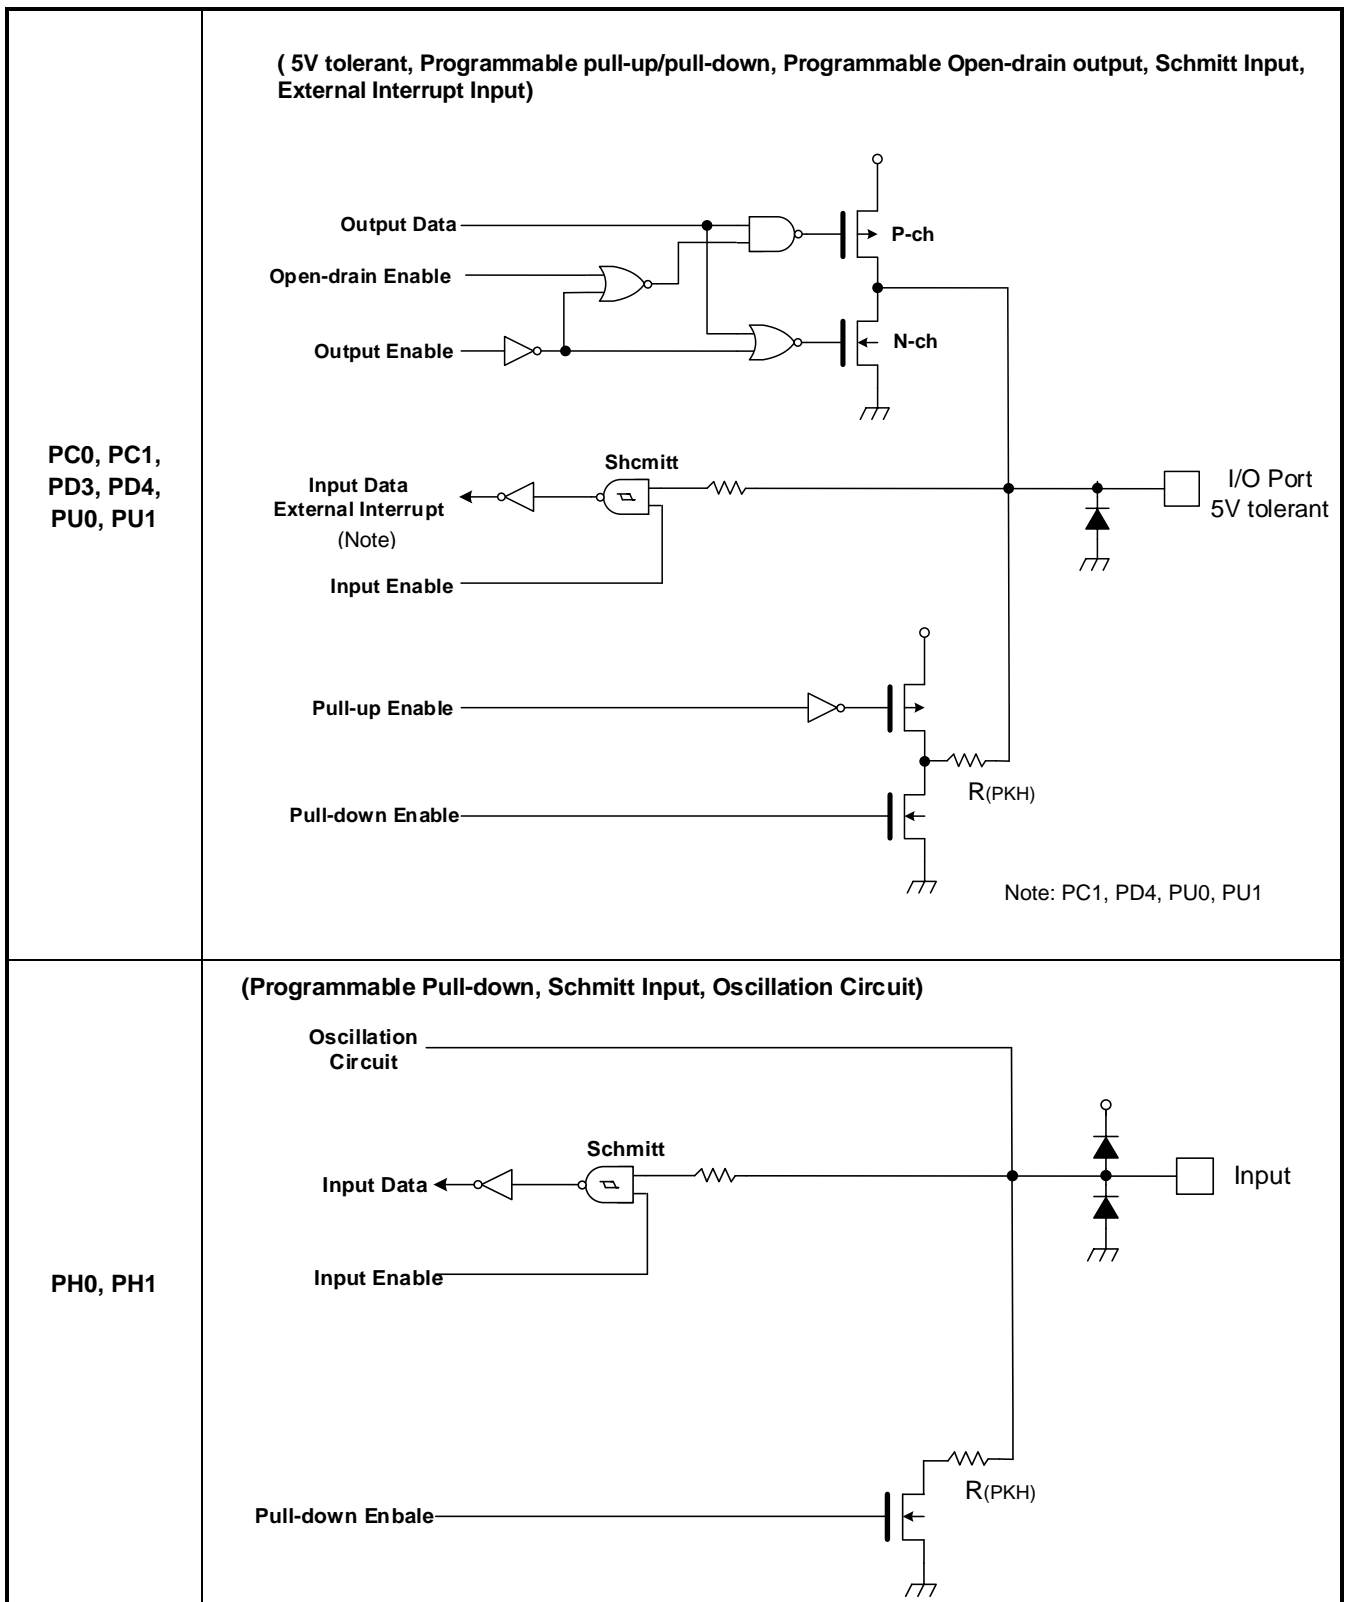 ( 5V tolerant, Programmable pull-up/pull-down, Programmable Open-drain output, Schmitt Input,
External Interrupt Input)
Output Data
P-ch
Open-drain Enable
Output Enable
N-ch
PC0, PC1,
PD3, PD4,
PU0, PU1
Shcmitt
Input Data
External Interrupt
(Note)
I/O Port
5V tolerant
Input Enable
Pull-up Enable
R(PKH)
Pull-down Enable
Note: PC1, PD4, PU0, PU1
(Programmable Pull-down, Schmitt Input, Oscillation Circuit)
Oscillation
Circuit
Schmitt
Input Data
Input
PH0, PH1
Input Enable
R(PKH)
Pull-down Enbale